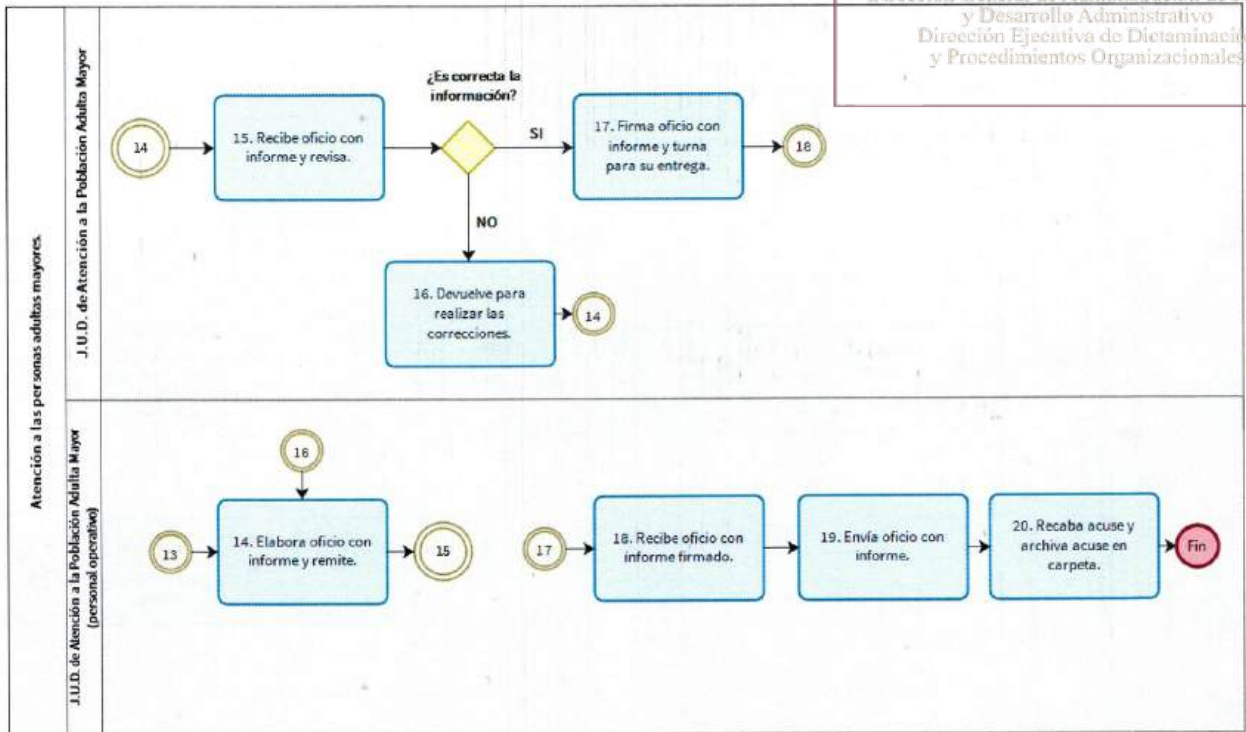 y Desarrollo Administrativo
Dirección Ejecutiva de Dictaminación
y Procedimientos Organizacionales
Atención a las personas adultas mayores.
J.U.D. de Atención a la Población Adulta Mayor
14
15. Recibe oficio con
informe y revisa.
¿Es correcta la
información?
SI
17. Firma oficio con
informe y turna
para su entrega.
18
NO
16. Devuelve para
realizar las
correcciones.
14
J.U.D. de Atención a la Población Adulta Mayor
(personal operativo)
16
13
14. Elabora oficio con
informe y remite.
15
17
18. Recibe oficio con
informe firmado.
19. Envía oficio con
informe.
20. Recaba acuse y
archiva acuse en
carpeta.
Fin